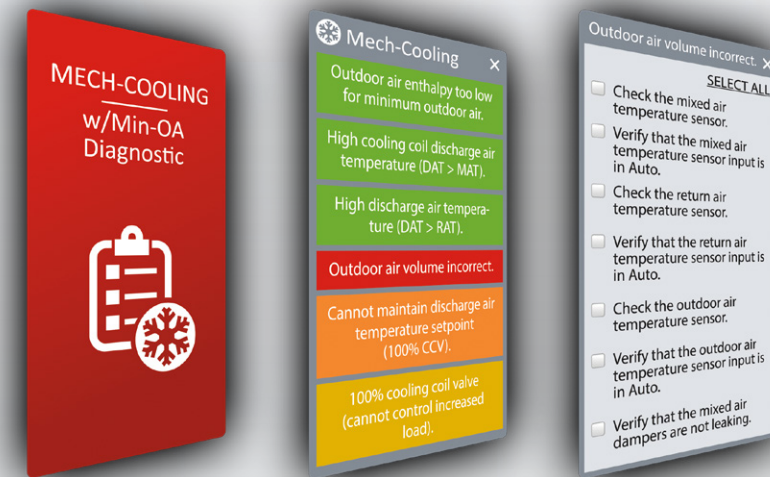 MECH-COOLING
w/Min-OA
Diagnostic
Mech-Cooling
Outdoor air enthalpy too low
for minimum outdoor air.
High cooling coil discharge air
temperature (DAT > MAT).
High discharge air tempera-
ture (DAT > RAT).
Outdoor air volume incorrect.
Cannot maintain discharge air
temperature setpoint
(100% CCV).
100% cooling coil valve
(cannot control increased
load).
Outdoor air volume incorrect.
SELECT ALL
Check the mixed air
temperature sensor.
Verify that the mixed air
temperature sensor input is
in Auto.
Check the return air
temperature sensor.
Verify that the return air
temperature sensor input is
in Auto.
Check the outdoor air
temperature sensor.
Verify that the outdoor air
temperature sensor input is
in Auto.
Verify that the mixed air
dampers are not leaking.